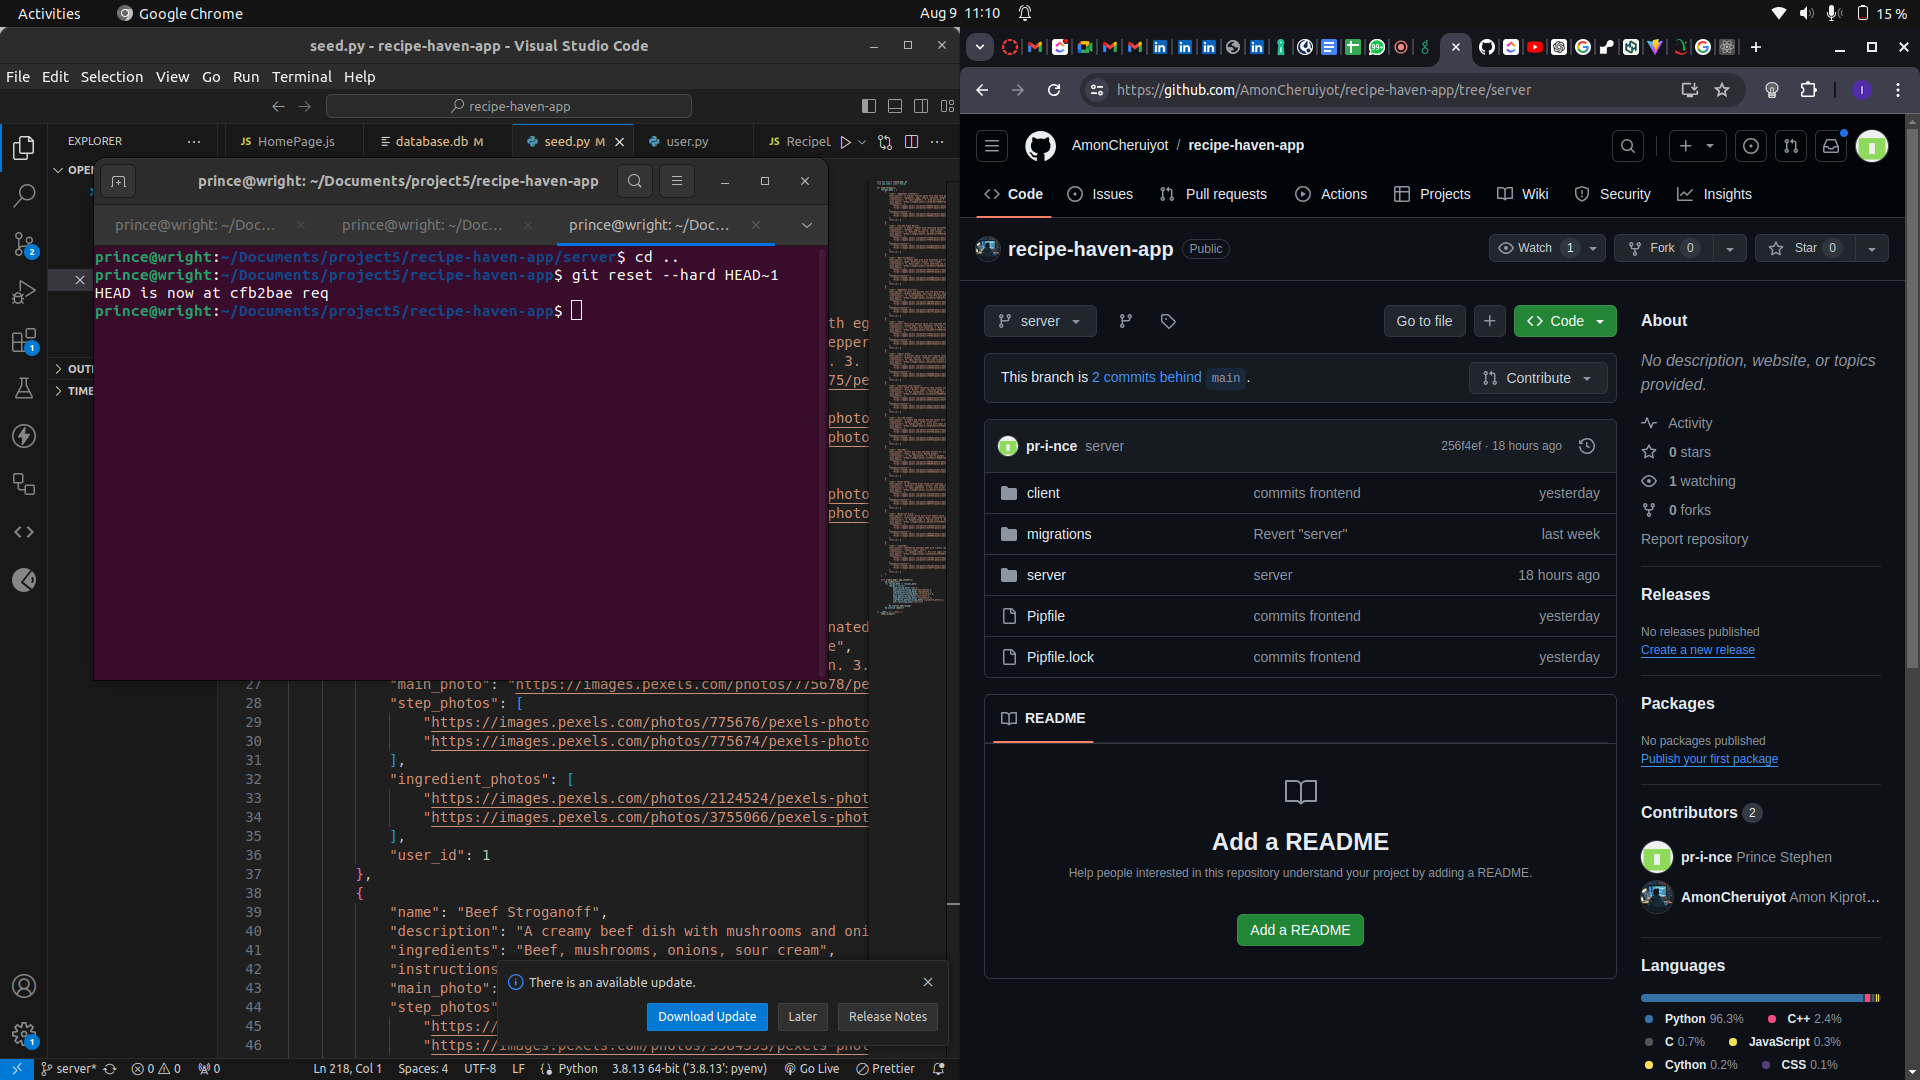 Activities
Google Chrome
Aug 9  11:10
15 %
seed.py - recipe-haven-app - Visual Studio Code
File Edit Selection View Go Run Terminal Help
recipe-haven-app
EXPLORER
HomePage.js
database.db M
seed.py M
user.py
prince@wright: ~/Documents/project5/recipe-haven-app
prince@wright: ~/Doc...
prince@wright: ~/Doc...
prince@wright: ~/Doc...
prince@wright:~/Documents/project5/recipe-haven-app/server$ cd ..
prince@wright:~/Documents/project5/recipe-haven-app$ git reset --hard HEAD~1
HEAD is now at cfb2bae req
prince@wright:~/Documents/project5/recipe-haven-app$
27 "main_photo": "https://images.pexels.com/photos/775678/pe
28 "step_photos": [
29 "https://images.pexels.com/photos/775676/pexels-photo
30 "https://images.pexels.com/photos/775674/pexels-photo
31 ],
32 "ingredient_photos": [
33 "https://images.pexels.com/photos/2124524/pexels-phot
34 "https://images.pexels.com/photos/3755066/pexels-phot
35 ],
36 "user_id": 1
37 },
38 {
39 "name": "Beef Stroganoff",
40 "description": "A creamy beef dish with mushrooms and oni
41 "ingredients": "Beef, mushrooms, onions, sour cream",
42 "instructions
43 "main_photo":
44 "step_photos"
45 "https:/
46 "https:/
There is an available update.
Download Update
Later
Release Notes
server*
0 0
0
Ln 218, Col 1
Spaces: 4
UTF-8
LF
Python
3.8.13 64-bit ('3.8.13': pyenv)
Go Live
Prettier
https://github.com/AmonCheruiyot/recipe-haven-app/tree/server
AmonCheruiyot / recipe-haven-app
Code
Issues
Pull requests
Actions
Projects
Wiki
Security
Insights
recipe-haven-app
Public
Watch 1
Fork 0
Star 0
server
Go to file
Code
This branch is 2 commits behind main .
Contribute
pr-i-nce server
256f4ef · 18 hours ago
client commits frontend yesterday
migrations Revert "server" last week
server server 18 hours ago
Pipfile commits frontend yesterday
Pipfile.lock commits frontend yesterday
README
Add a README
Help people interested in this repository understand your project by adding a README.
Add a README
About
No description, website, or topics
provided.
Activity
0 stars
1 watching
0 forks
Report repository
Releases
No releases published
Create a new release
Packages
No packages published
Publish your first package
Contributors 2
pr-i-nce Prince Stephen
AmonCheruiyot Amon Kiprot...
Languages
Python 96.3%
C++ 2.4%
C 0.7%
JavaScript 0.3%
Cython 0.2%
CSS 0.1%